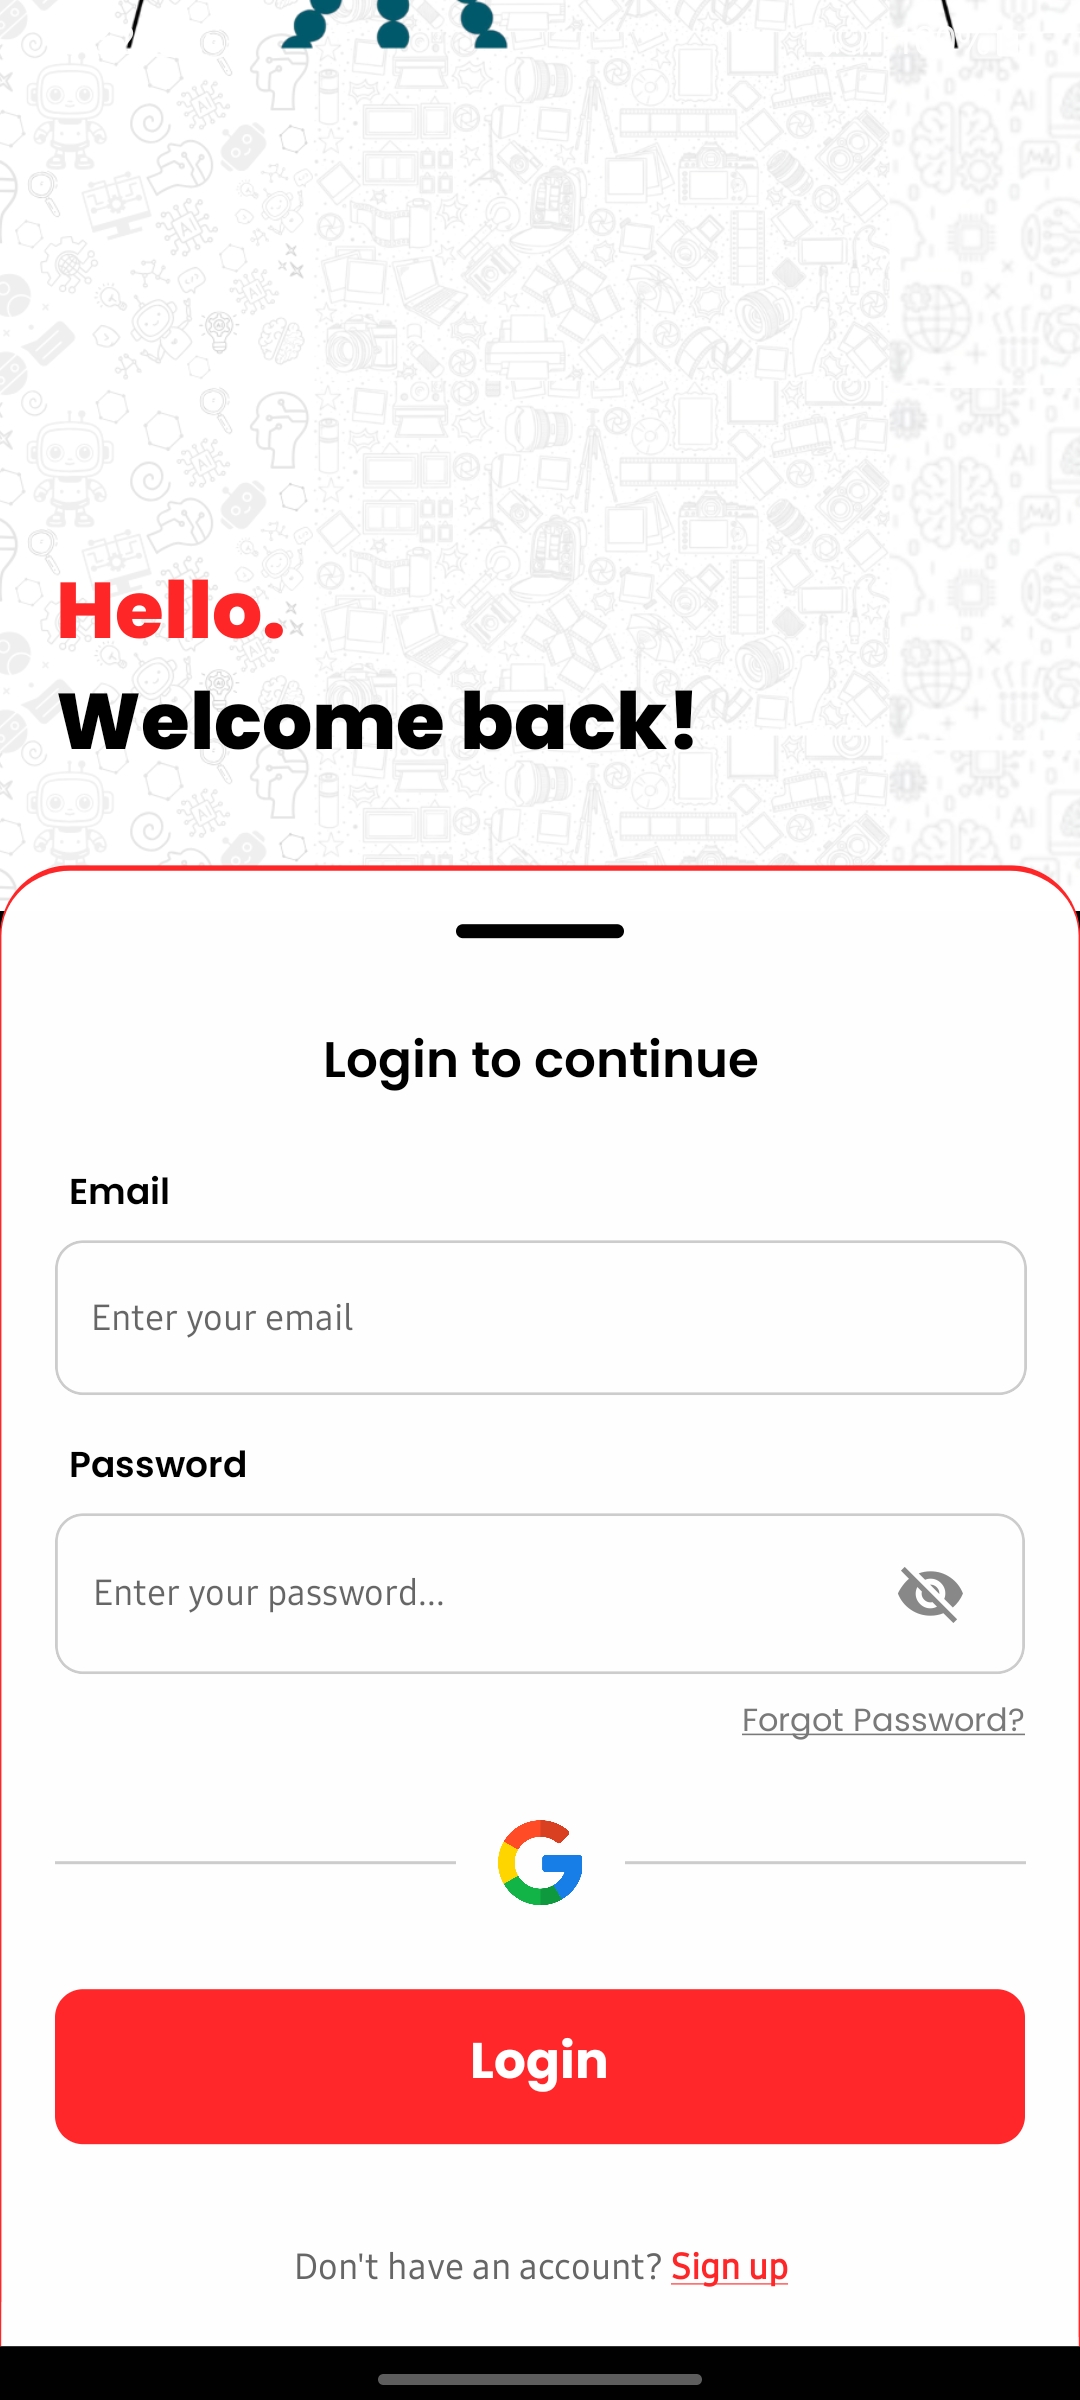 Hello.
Welcome back!
Login to continue
Email
Enter your email
Password
Enter your password...
Forgot Password?
Login
Don't have an account? Sign up